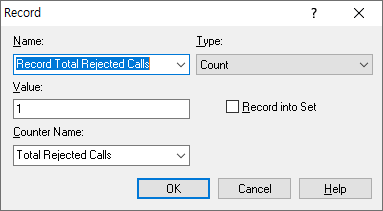 Record
Name:
Type:
Record Total Rejected Calls
Count
Value:
1
Record into Set
Counter Name:
Total Rejected Calls
OK
Cancel
Help